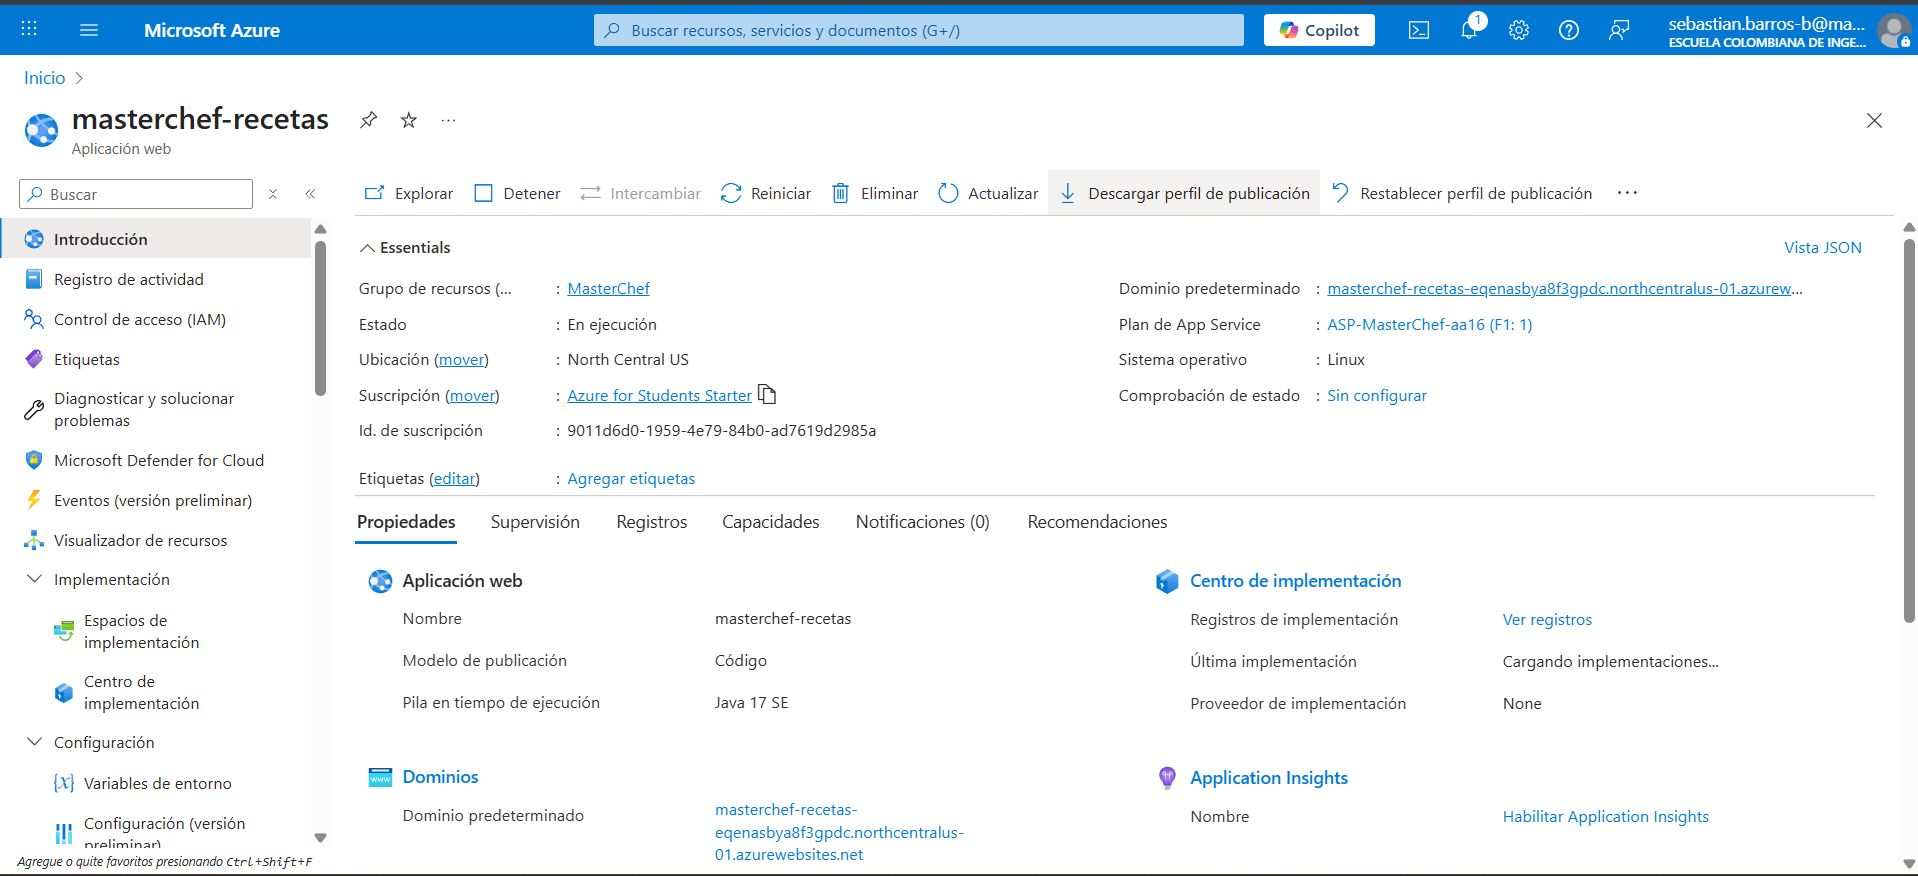 Microsoft Azure
Buscar recursos, servicios y documentos (G+/)
Copilot
1
sebastian.barros-b@ma...
ESCUELA COLOMBIANA DE INGE...
Inicio
masterchef-recetas
...
Aplicación web
Buscar
Explorar
Detener
Intercambiar
Reiniciar
Eliminar
Actualizar
Descargar perfil de publicación
Restablecer perfil de publicación
...
Introducción
Registro de actividad
Control de acceso (IAM)
Etiquetas
Diagnosticar y solucionar
problemas
Microsoft Defender for Cloud
Eventos (versión preliminar)
Visualizador de recursos
Implementación
Espacios de
implementación
Centro de
implementación
Configuración
Variables de entorno
Configuración (versión
preliminar)
Agregue o quite favoritos presionando Ctrl+Shift+F
Essentials
Vista JSON
Grupo de recursos (... : MasterChef
Estado : En ejecución
Ubicación (mover) : North Central US
Suscripción (mover) : Azure for Students Starter
Id. de suscripción : 9011d6d0-1959-4e79-84b0-ad7619d2985a
Etiquetas (editar) : Agregar etiquetas
Dominio predeterminado : masterchef-recetas-eqenasbya8f3gpdc.northcentralus-01.azurew...
Plan de App Service : ASP-MasterChef-aa16 (F1: 1)
Sistema operativo : Linux
Comprobación de estado : Sin configurar
Propiedades
Supervisión
Registros
Capacidades
Notificaciones (0)
Recomendaciones
Aplicación web
Nombre masterchef-recetas
Modelo de publicación Código
Pila en tiempo de ejecución Java 17 SE
Centro de implementación
Registros de implementación Ver registros
Última implementación Cargando implementaciones...
Proveedor de implementación None
Dominios
Dominio predeterminado masterchef-recetas-
eqenasbya8f3gpdc.northcentralus-
01.azurewebsites.net
Application Insights
Nombre Habilitar Application Insights